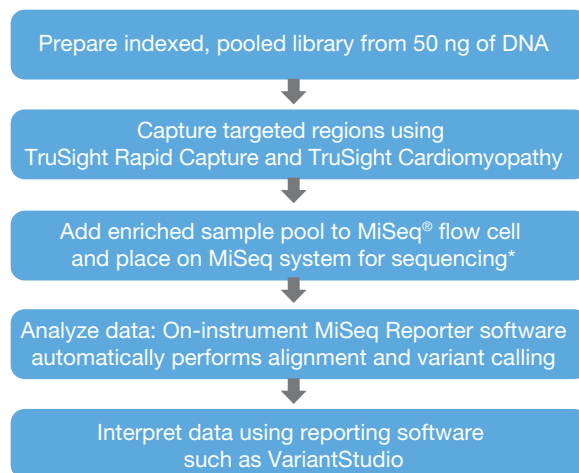 Prepare indexed, pooled library from 50 ng of DNA
Capture targeted regions using
TruSight Rapid Capture and TruSight Cardiomyopathy
Add enriched sample pool to MiSeq® flow cell
and place on MiSeq system for sequencing*
Analyze data: On-instrument MiSeq Reporter software
automatically performs alignment and variant calling
Interpret data using reporting software
such as VariantStudio